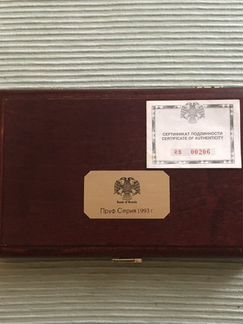 СЕРТИФИКАТ ПОДЛИННОСТИ
CERTIFICATE OF AUTHENTICITY
00206
Bank of Russia
Пруф Серия 1993 г.